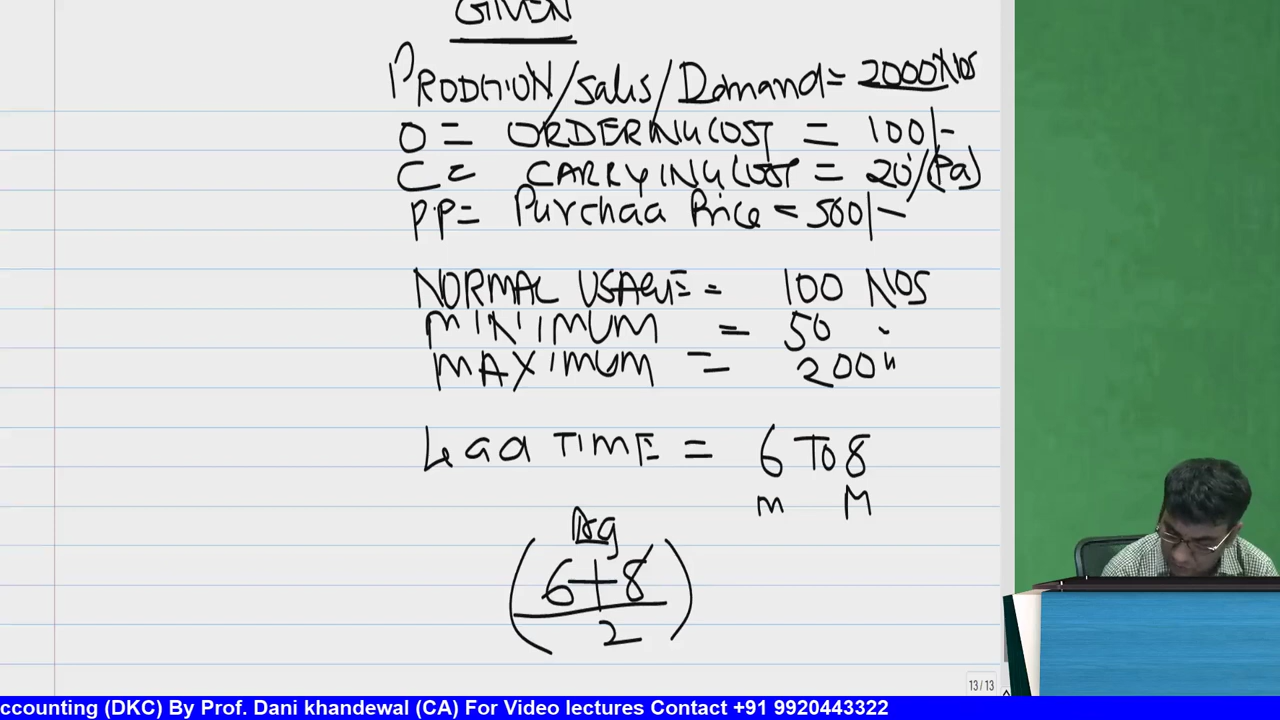 GIVEN
PRODTION/Sales/Demand = 2000 Nos
O = ORDERING COST = 100/-
C = CARRYING COST = 20% (Pa)
P.P = Purchaa Price = 500/-
NORMAL USAGE = 100 NOS
MINIMUM = 50 "
MAXIMUM = 200 "
Lead TIME = 6 TO 8
m M
Avg
(6+8
2)
13/13
ccounting (DKC) By Prof. Dani khandewal (CA) For Video lectures Contact +91 9920443322